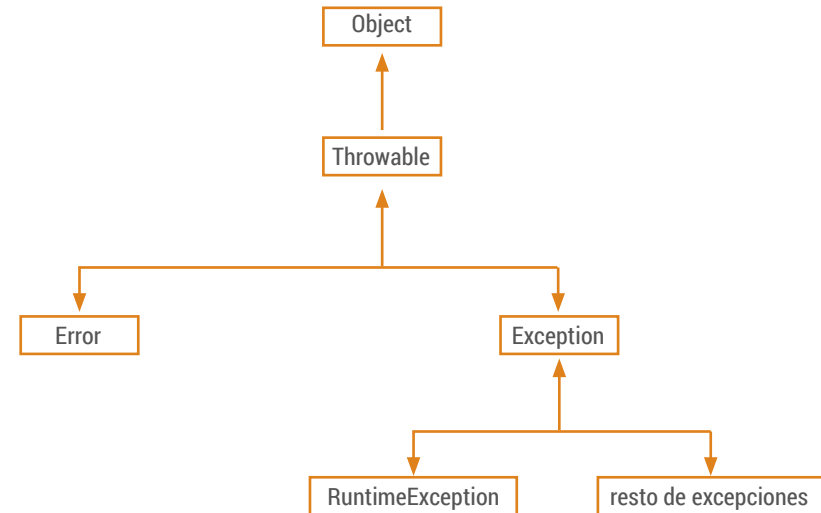 Object
Throwable
Error
Exception
RuntimeException
resto de excepciones